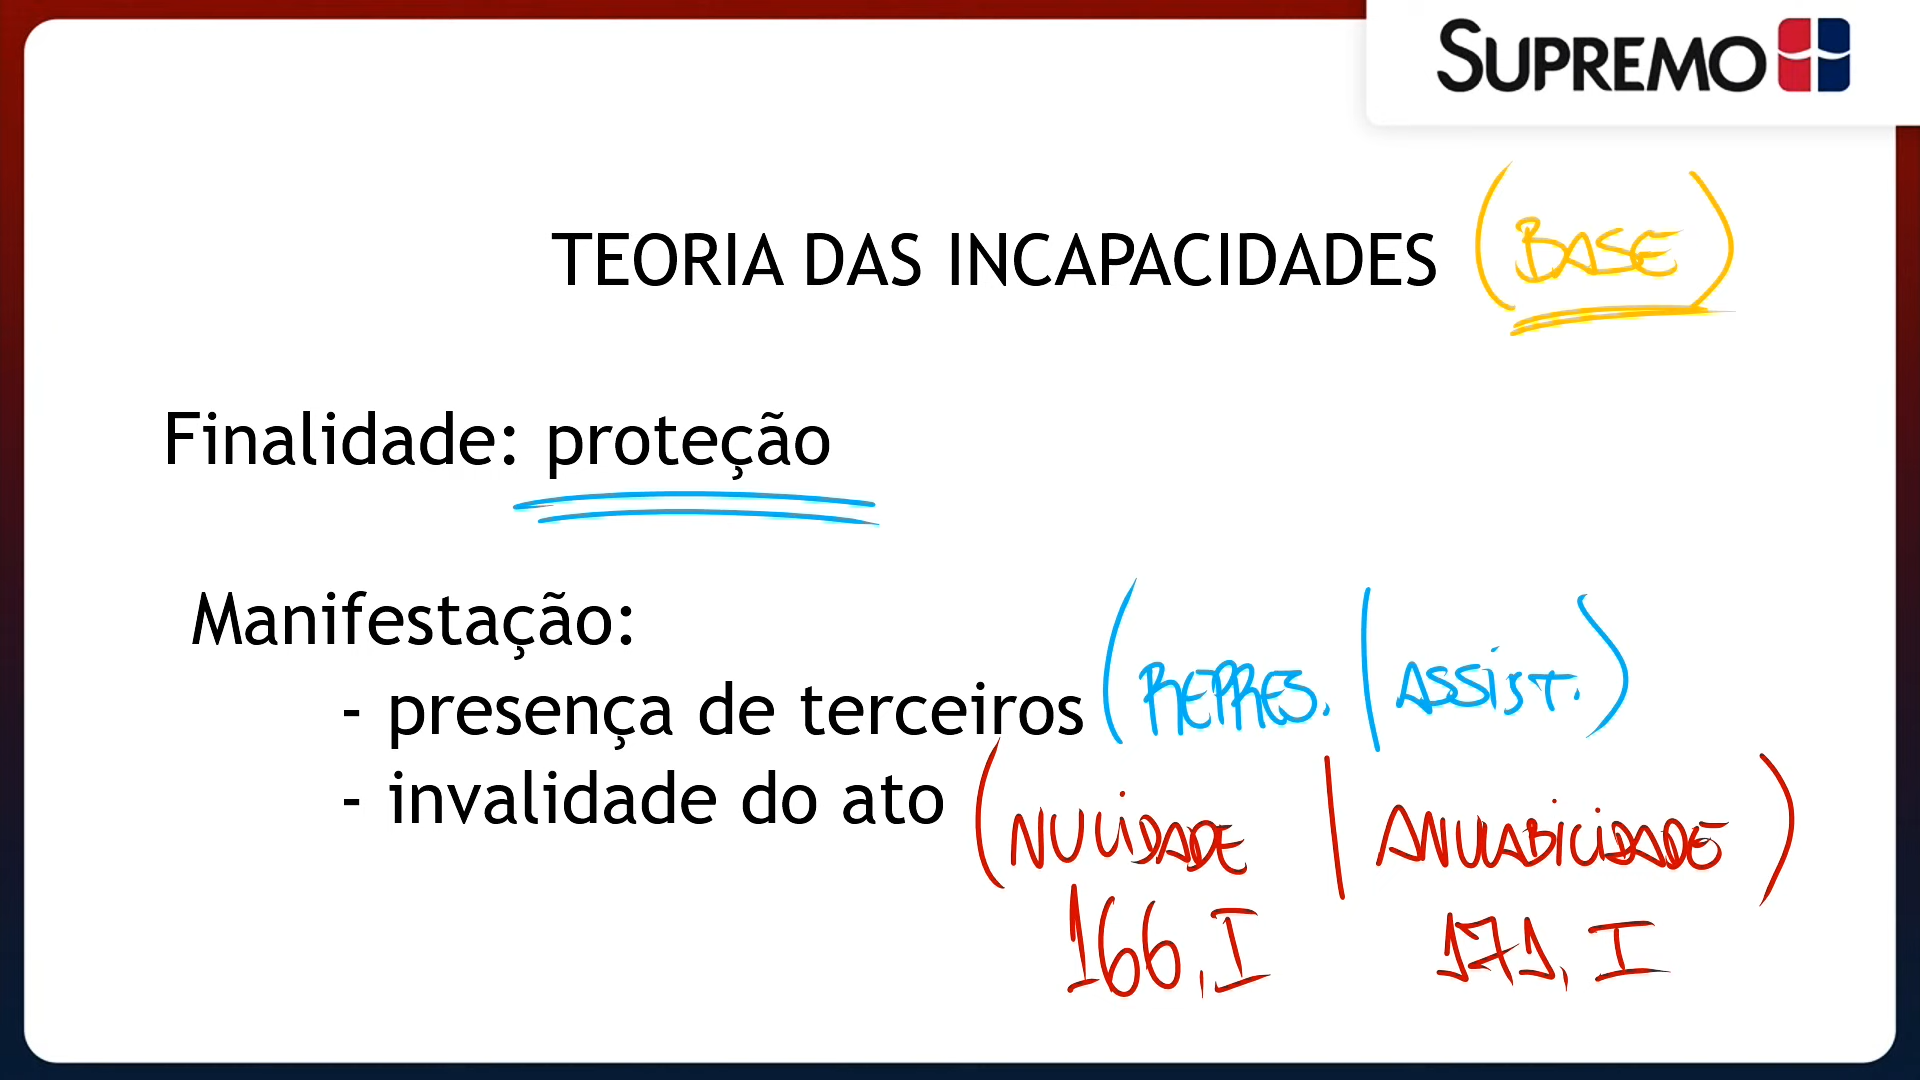 SUPREMO
TEORIA DAS INCAPACIDADES (BASE)
Finalidade: proteção
Manifestação:
- presença de terceiros (REPRES. | ASSIST.)
- invalidade do ato (NULIDADE | ANULABILIDADE)
166, I 171, I